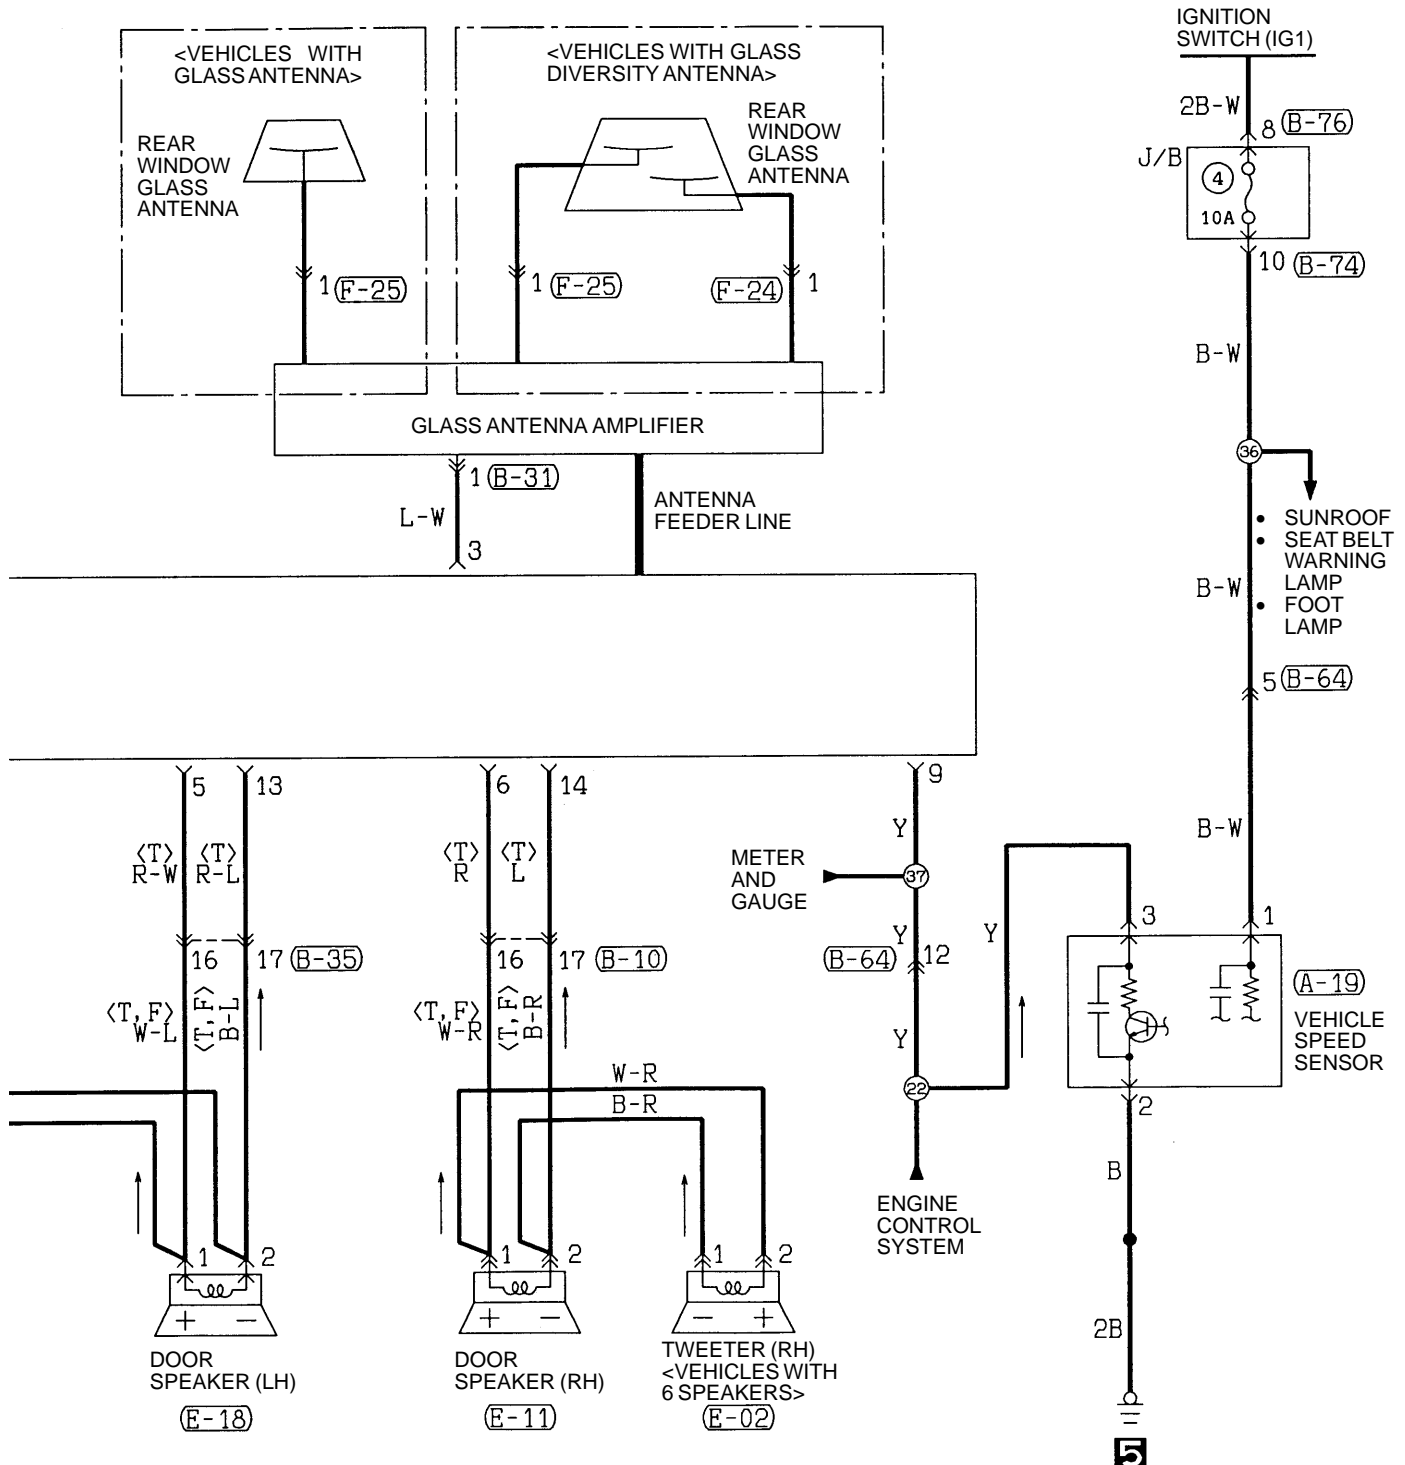 IGNITION
SWITCH (IG1)
<VEHICLES WITH
GLASS ANTENNA>
<VEHICLES WITH GLASS
DIVERSITY ANTENNA>
REAR
WINDOW
GLASS
ANTENNA
REAR
WINDOW
GLASS
ANTENNA
2B-W
8 B-76
J/B
4
10A
10 B-74
1 F-25
1 F-25
F-24 1
B-W
GLASS ANTENNA AMPLIFIER
36
1 B-31
L-W
3
ANTENNA
FEEDER LINE
SUNROOF
SEAT BELT
WARNING
LAMP
FOOT
LAMP
B-W
5 B-64
5
13
6
14
9
<T>
R-W
<T>
R-L
<T>
R
<T>
L
Y
B-W
METER
AND
GAUGE
37
16
17 B-35
16
17 B-10
Y
B-64 12
Y
3
1
<T,F>
W-L
<T,F>
B-L
<T,F>
W-R
<T,F>
B-R
Y
A-19
VEHICLE
SPEED
SENSOR
W-R
B-R
22
2
B
ENGINE
CONTROL
SYSTEM
1
2
1
2
1
2
+ −
+ −
− +
2B
DOOR
SPEAKER (LH)
E-18
DOOR
SPEAKER (RH)
E-11
TWEETER (RH)
<VEHICLES WITH
6 SPEAKERS>
E-02
5